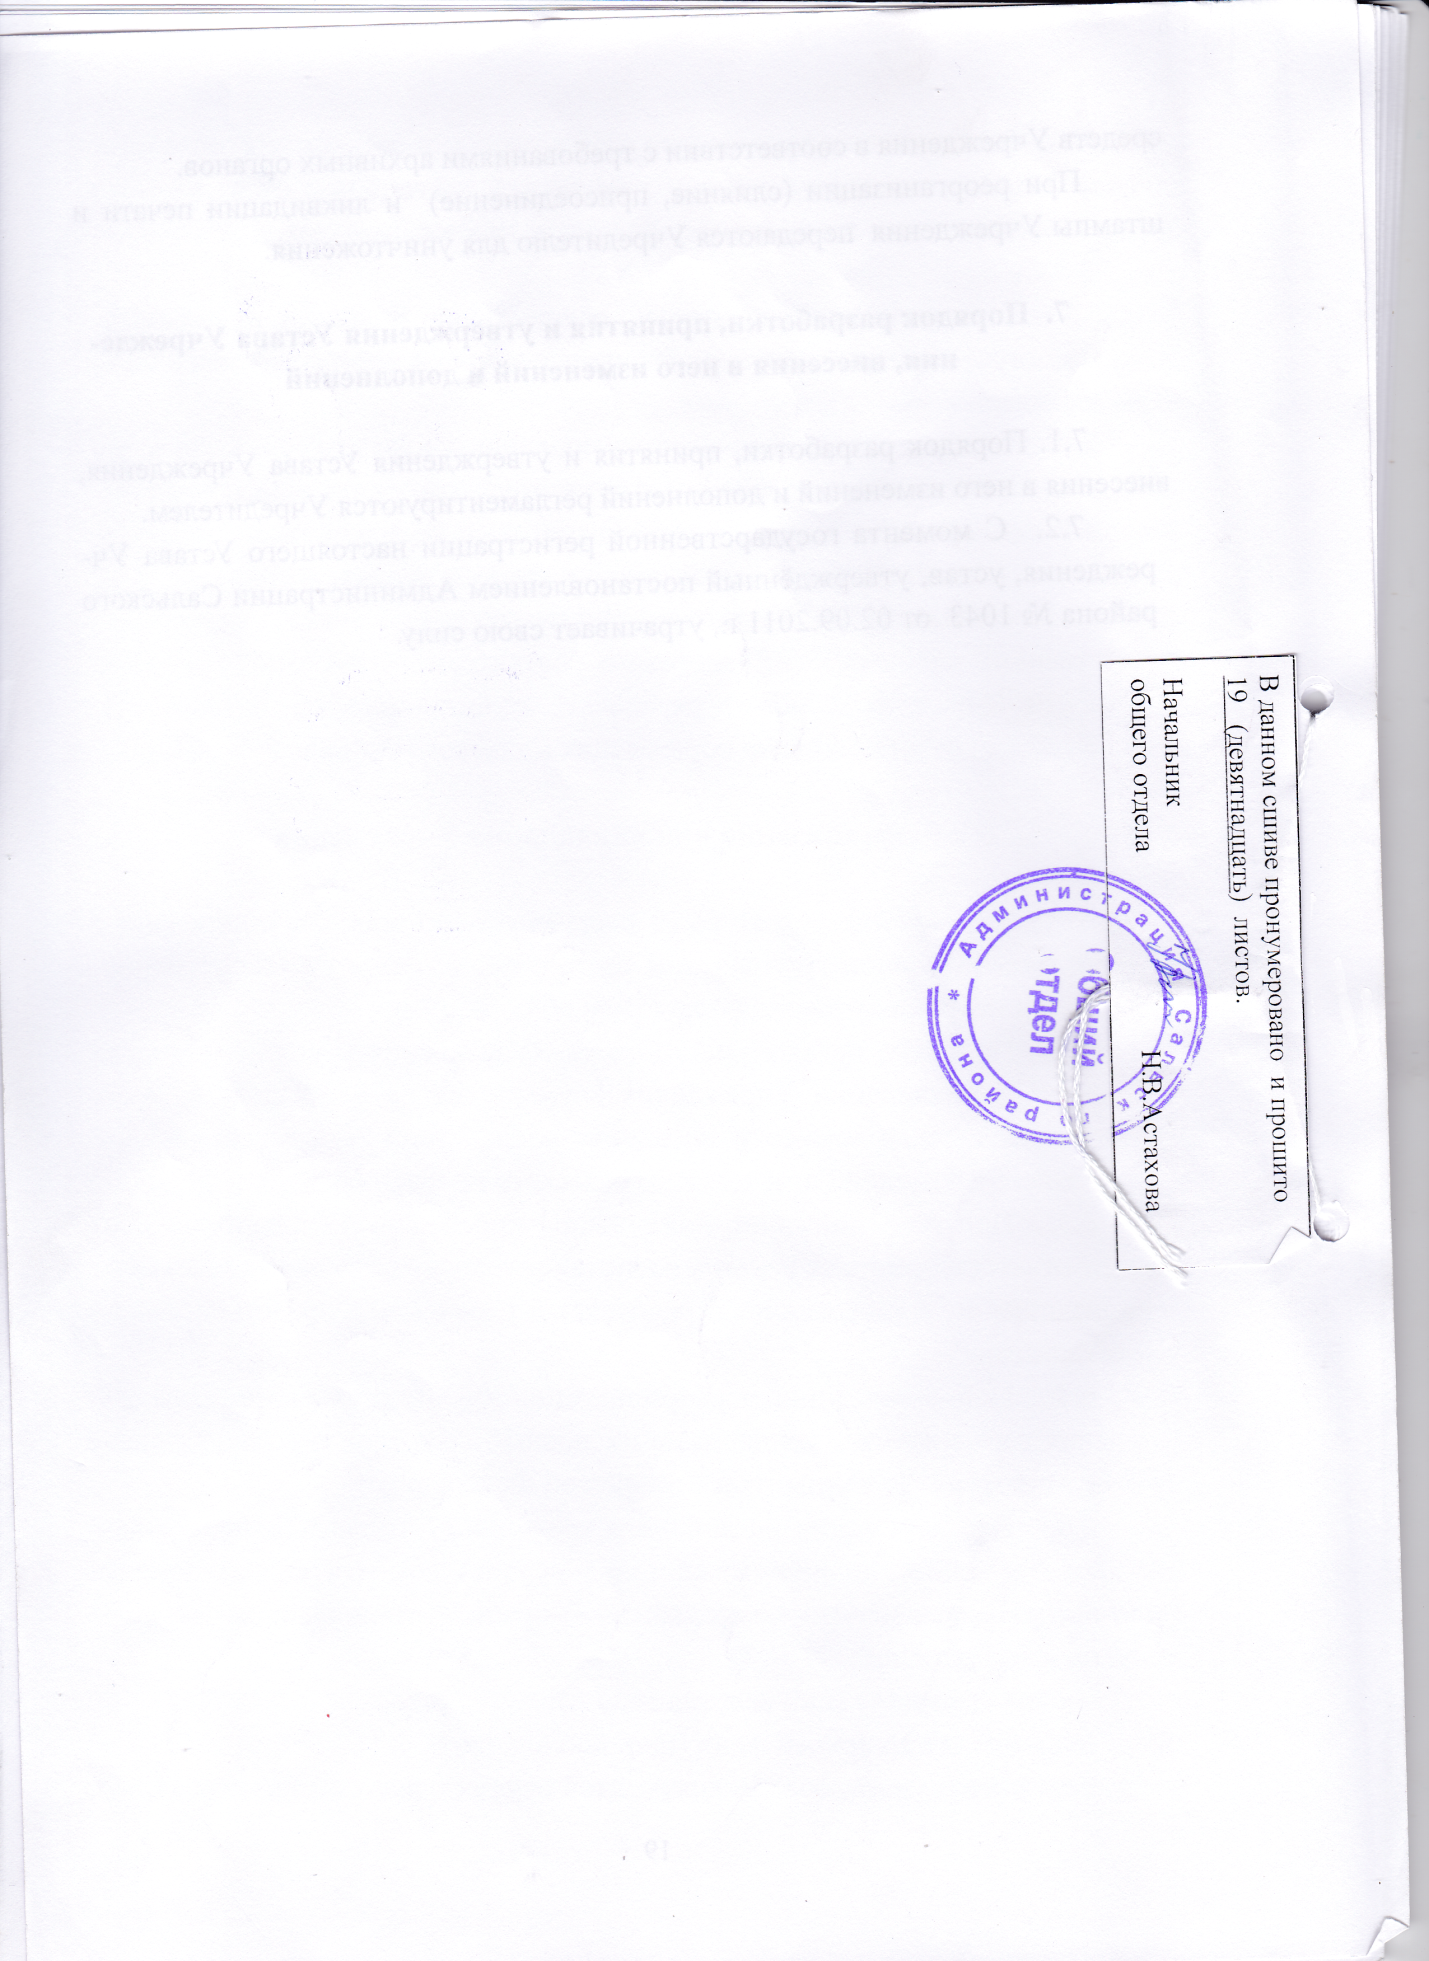 В данном сшиве пронумеровано и прошито
19 (девятнадцать) листов.
Начальник
общего отдела
Н.В.Астахова
Администрация Сальск района *
бщий
тдел
средств Учреждения в соответствии с требованиями архивных органов.
При реорганизации (слияние, присоединение) и ликвидации печати и
штампы Учреждения передаются Учредителю для уничтожения.
7. Порядок разработки, принятия и утверждения Устава Учрежде-
ния, внесения в него изменений и дополнений
7.1. Порядок разработки, принятия и утверждения Устава Учреждения,
внесения в него изменений и дополнений регламентируются Учредителем.
7.2. С момента государственной регистрации настоящего Устава Уч-
реждения, устав, утверждённый постановлением Администрации Сальского
района № 1043 от 02.09.2011 г. утрачивает свою силу.
19